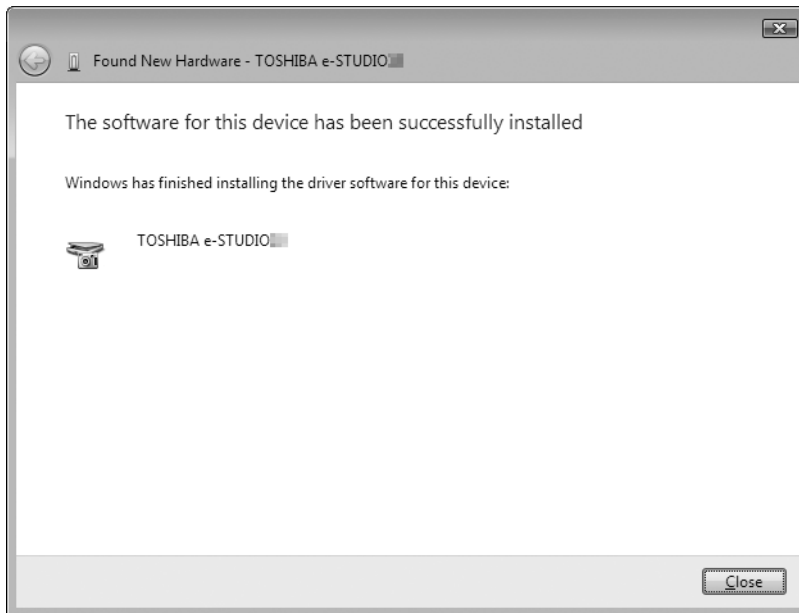 Found New Hardware - TOSHIBA e-STUDIO
The software for this device has been successfully installed
Windows has finished installing the driver software for this device:
TOSHIBA e-STUDIO
Close